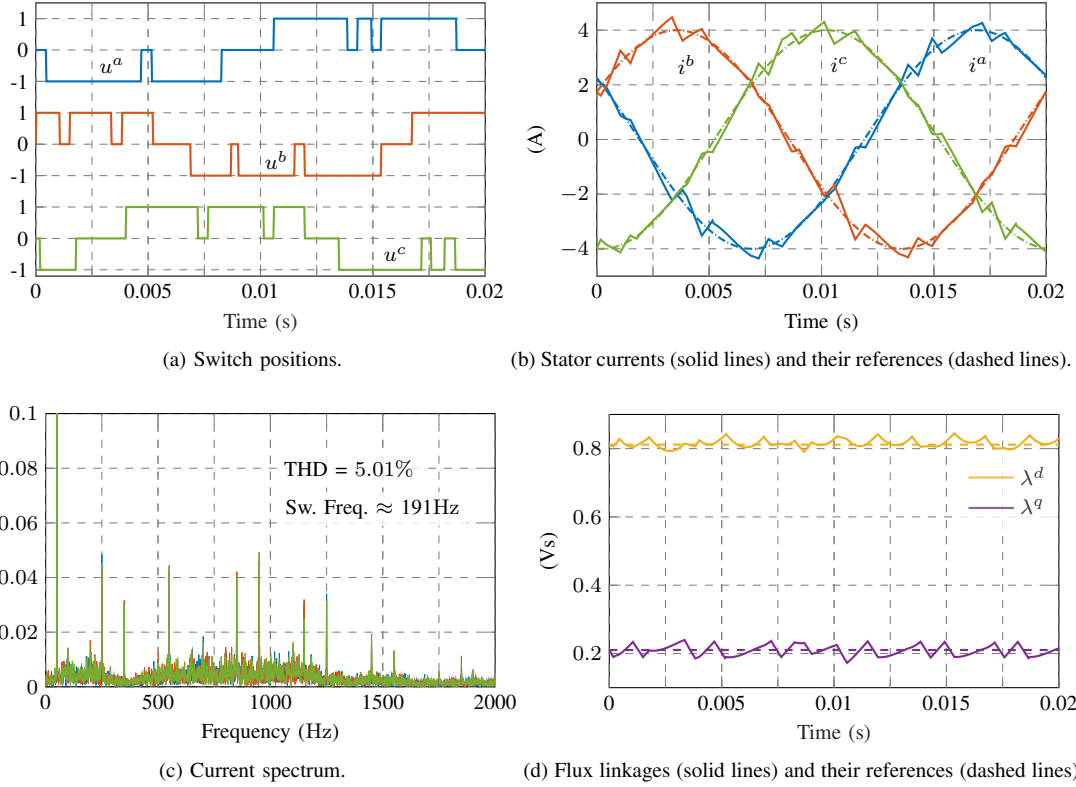 1
0
-1
1
0
-1
1
0
-1
u^a
u^b
u^c
0
0.005
0.01
0.015
0.02
Time (s)
(a) Switch positions.
4
2
0
−2
−4
(A)
i^b
i^c
i^a
0
0.005
0.01
0.015
0.02
Time (s)
(b) Stator currents (solid lines) and their references (dashed lines).
0.1
0.08
0.06
0.04
0.02
0
THD = 5.01%
Sw. Freq. ≈ 191Hz
0
500
1000
1500
2000
Frequency (Hz)
(c) Current spectrum.
0.8
0.6
0.4
0.2
(Vs)
λ^d
λ^q
0
0.005
0.01
0.015
0.02
Time (s)
(d) Flux linkages (solid lines) and their references (dashed lines)